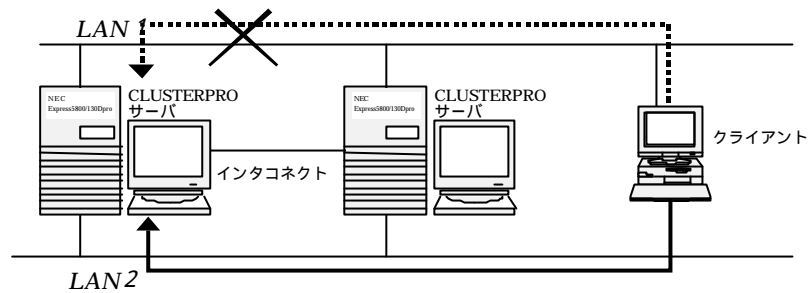 LAN 1
NEC
Express5800/130Dpro
CLUSTERPRO
サーバ
NEC
Express5800/130Dpro
CLUSTERPRO
サーバ
クライアント
インタコネクト
LAN2